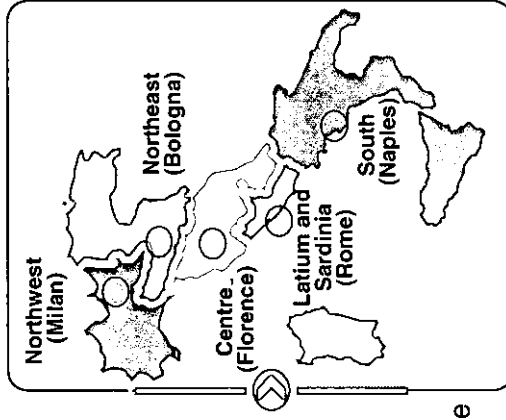 Northwest
(Milan)
Northeast
(Bologna)
Centre
(Florence)
Latium and
Sardinia
(Rome)
South
(Naples)
e